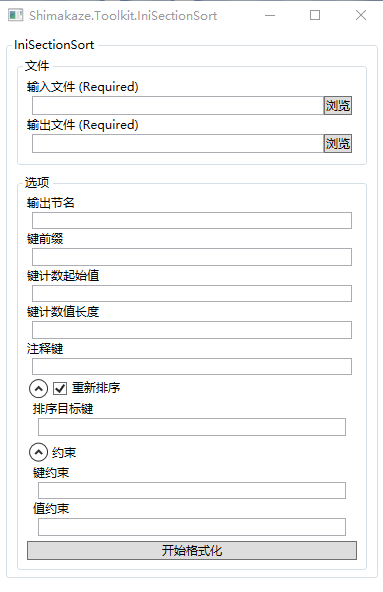 Shimakaze.Toolkit.IniSectionSort
IniSectionSort
文件
输入文件 (Required)
浏览
输出文件 (Required)
浏览
选项
输出节名
键前缀
键计数起始值
键计数值长度
注释键
重新排序
排序目标键
约束
键约束
值约束
开始格式化